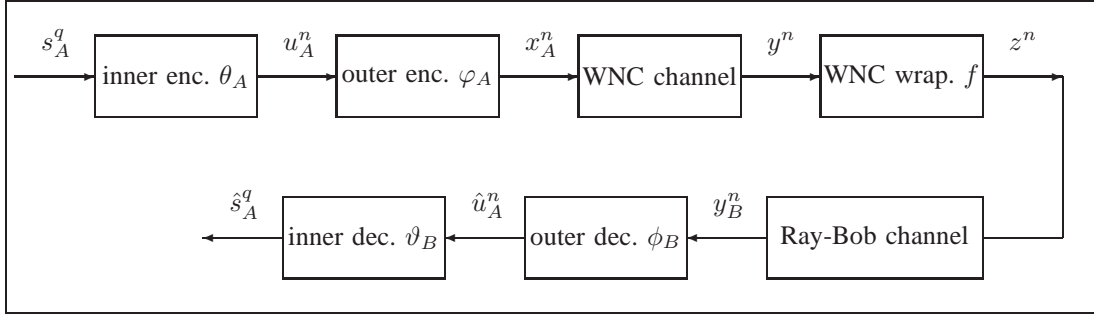 s_A^q u_A^n x_A^n y^n z^n
inner enc. θ_A outer enc. φ_A WNC channel WNC wrap. f
ŝ_A^q û_A^n y_B^n
inner dec. ϑ_B outer dec. ϕ_B Ray-Bob channel